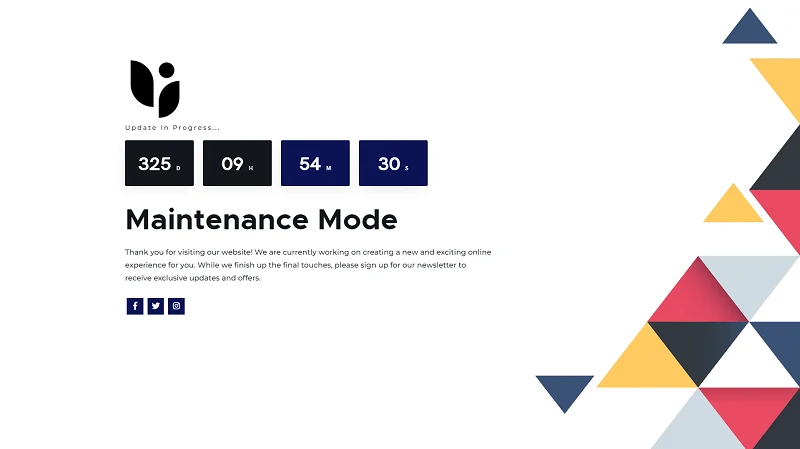 Update In Progress...
325 D 09 H 54 M 30 S
Maintenance Mode
Thank you for visiting our website! We are currently working on creating a new and exciting online
experience for you. While we finish up the final touches, please sign up for our newsletter to
receive exclusive updates and offers.